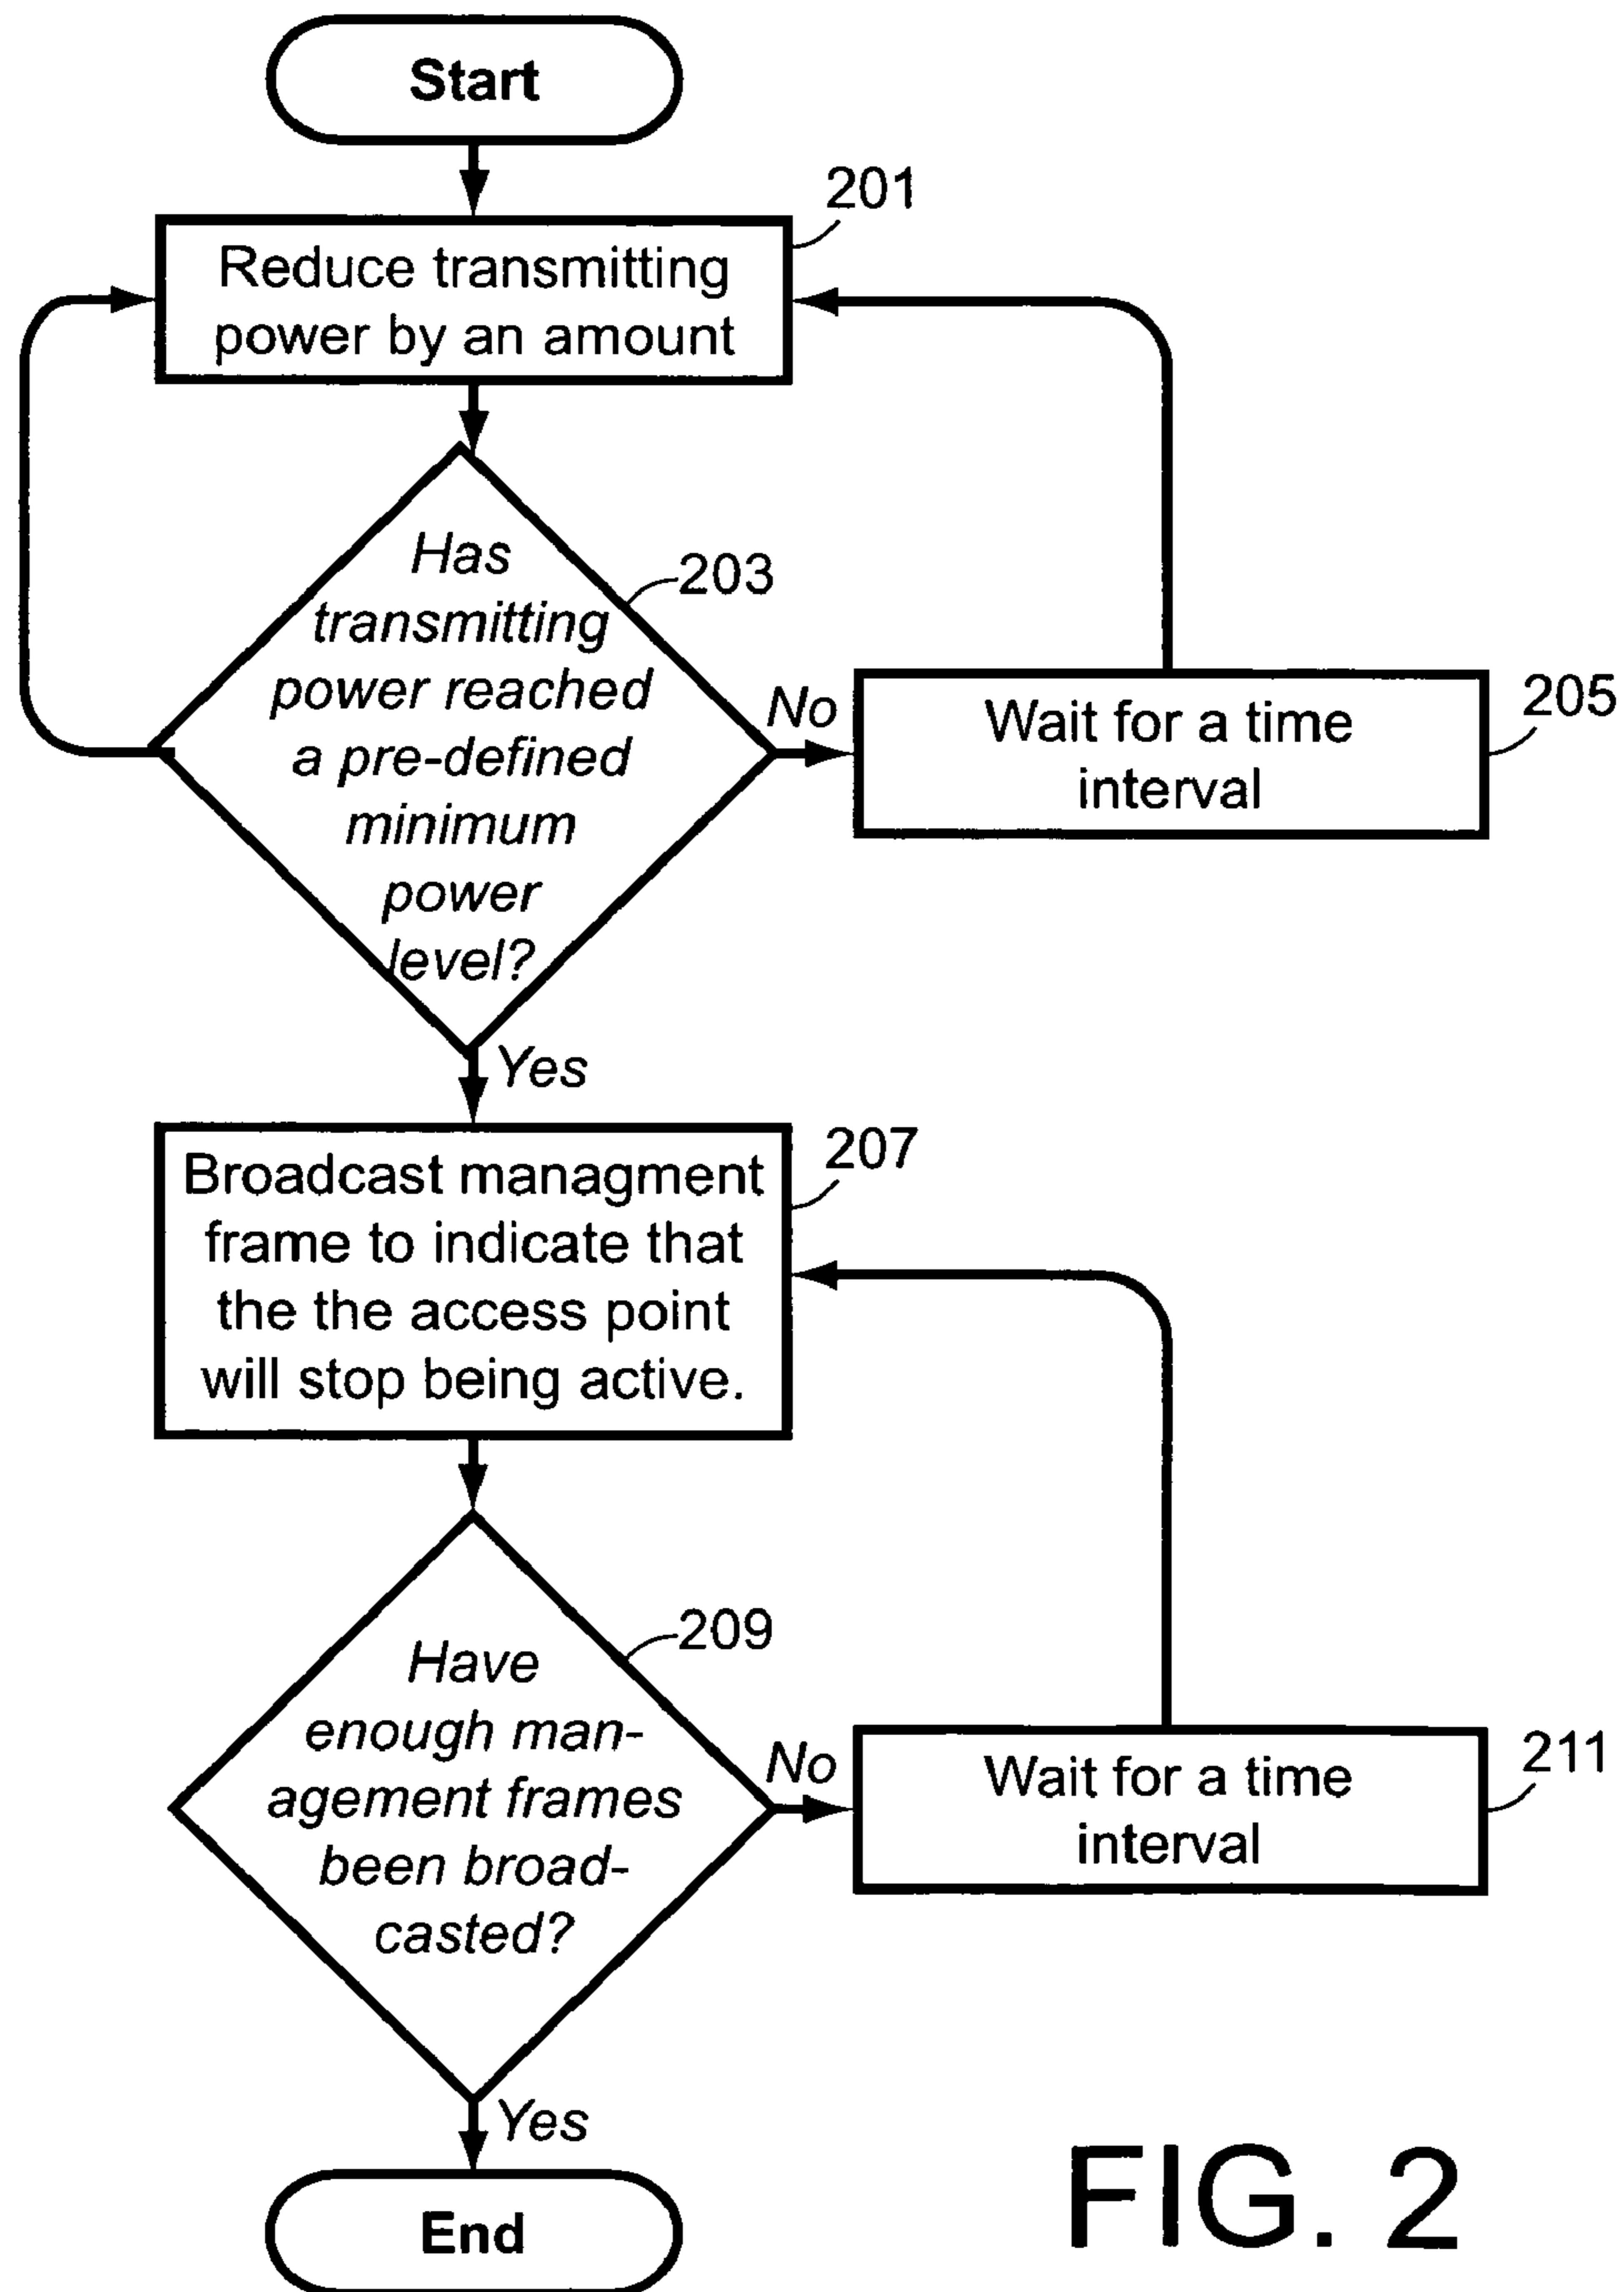 Start
201
Reduce transmitting
power by an amount
Has
transmitting
power reached
a pre-defined
minimum
power
level?
203
No
Wait for a time
interval
205
Yes
Broadcast managment
frame to indicate that
the the access point
will stop being active.
207
Have
enough man-
agement frames
been broad-
casted?
209
No
Wait for a time
interval
211
Yes
End
FIG. 2